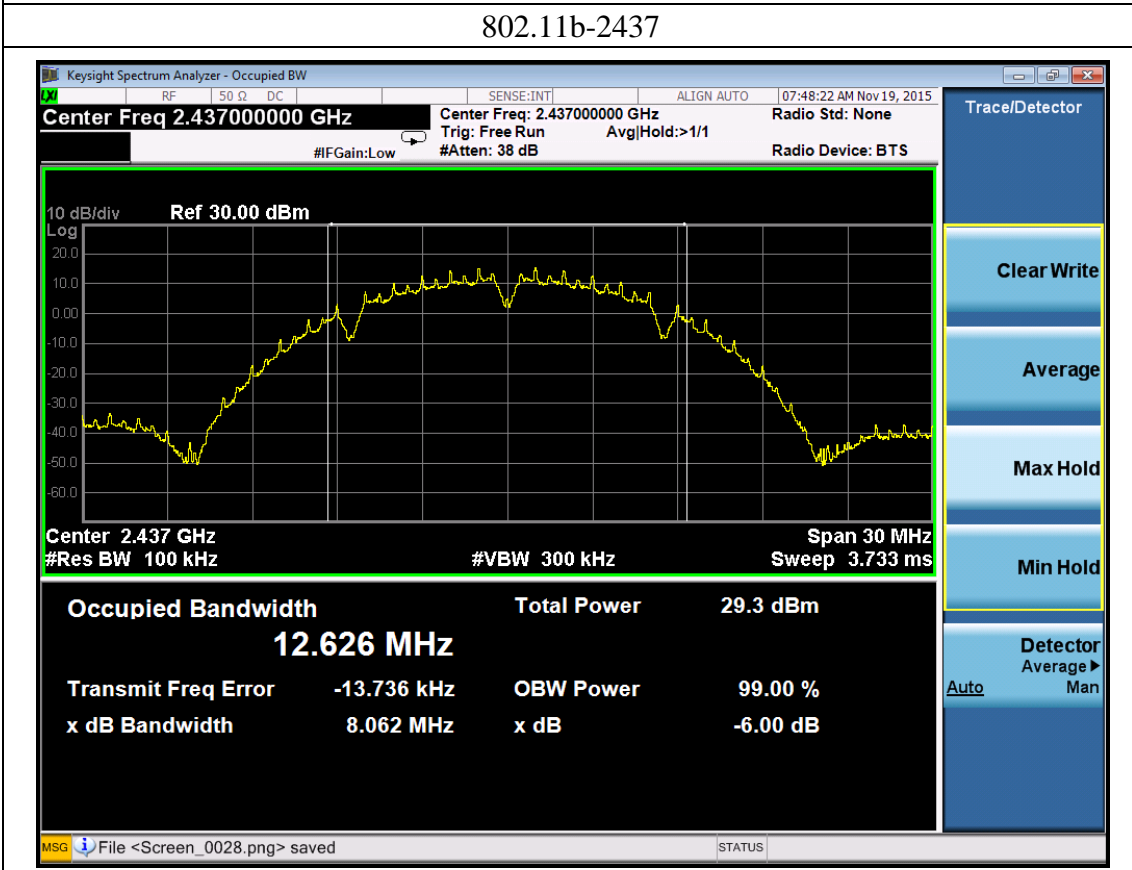 802.11b-2437
Keysight Spectrum Analyzer - Occupied BW
LXI RF 50 Ω DC SENSE:INT ALIGN AUTO 07:48:22 AM Nov 19, 2015
Center Freq 2.437000000 GHz
Center Freq: 2.437000000 GHz Radio Std: None
Trig: Free Run Avg|Hold:>1/1
#IFGain:Low #Atten: 38 dB Radio Device: BTS
Trace/Detector
10 dB/div Ref 30.00 dBm
Log
20.0
10.0
0.00
-10.0
-20.0
-30.0
-40.0
-50.0
-60.0
Center 2.437 GHz Span 30 MHz
#Res BW 100 kHz #VBW 300 kHz Sweep 3.733 ms
Occupied Bandwidth Total Power 29.3 dBm
12.626 MHz
Transmit Freq Error -13.736 kHz OBW Power 99.00 %
x dB Bandwidth 8.062 MHz x dB -6.00 dB
Clear Write
Average
Max Hold
Min Hold
Detector
Average
Auto Man
MSG File <Screen_0028.png> saved STATUS